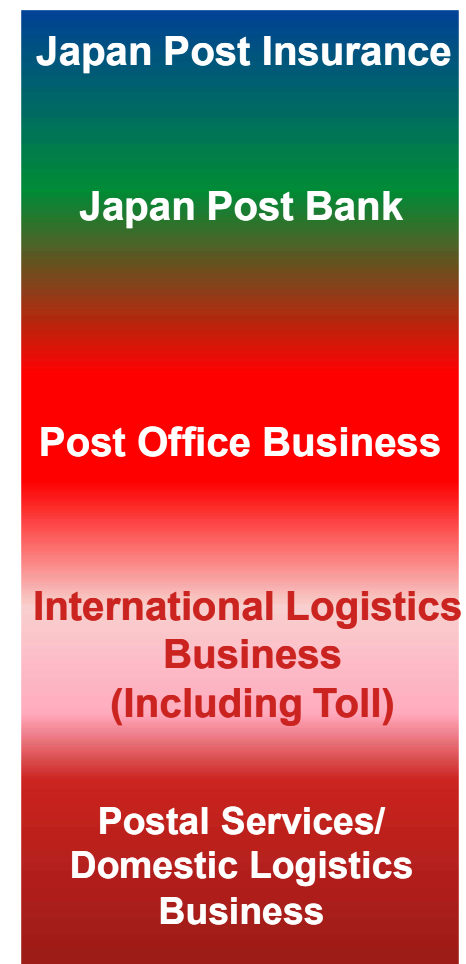 Japan Post Insurance
Japan Post Bank
Post Office Business
International Logistics
Business
(Including Toll)
Postal Services/
Domestic Logistics
Business